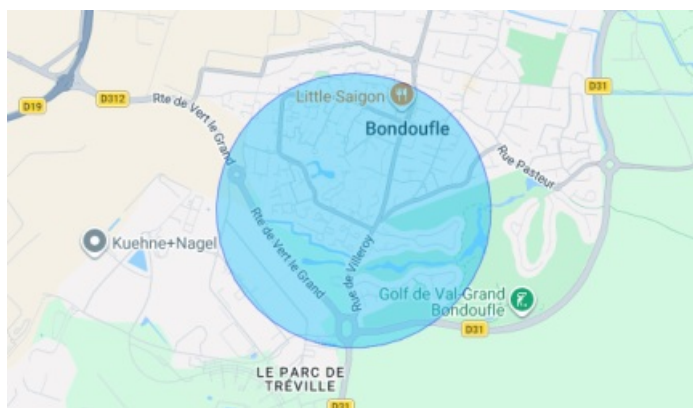 Little Saigon
D31
D312
D19
Rte de Vert le Grand
Bondoufle
Rue Pasteur
Rte de Vert le Grand
Rue de Villeroy
Kuehne+Nagel
Golf de Val-Grand
Bondoufle
D31
LE PARC DE
TRÉVILLE
D31